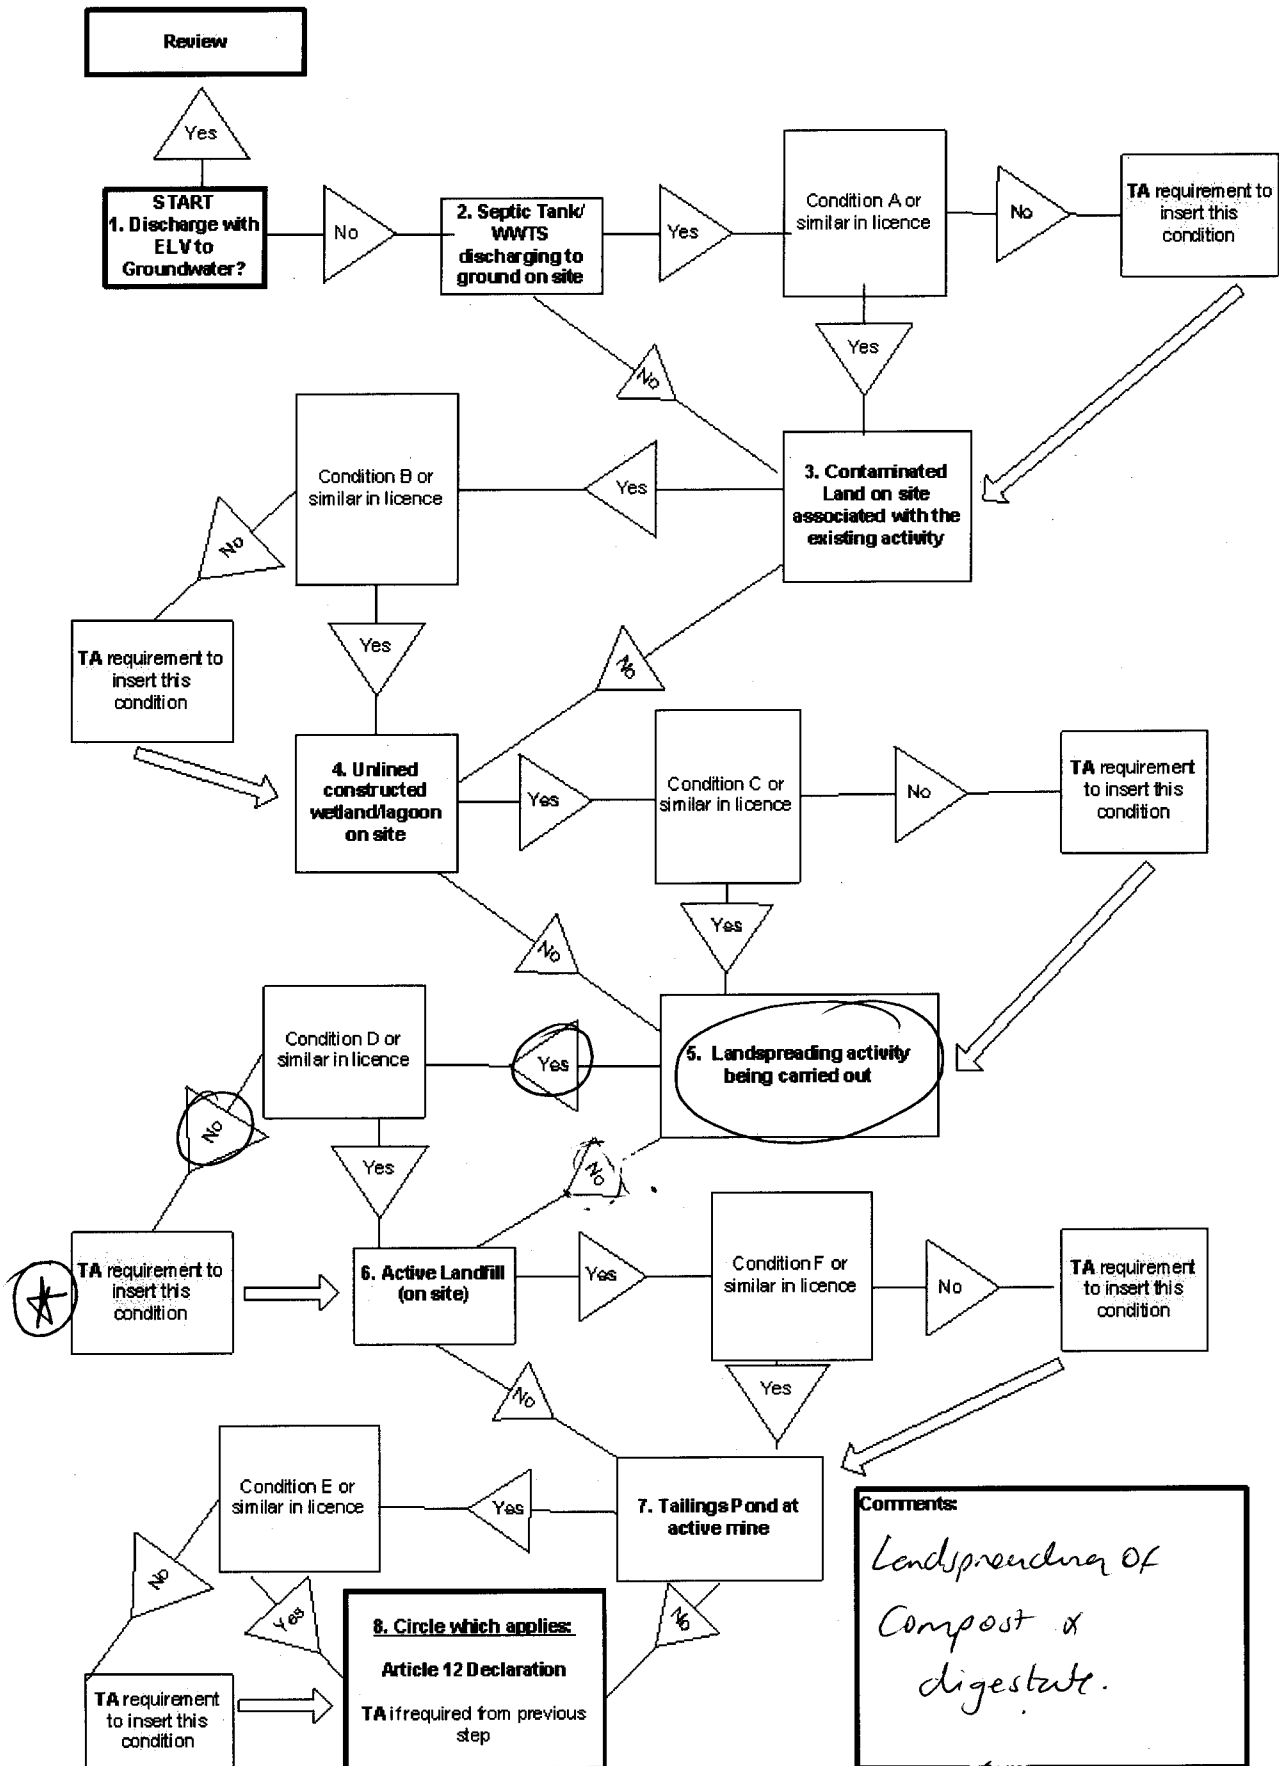 Review
Yes
START
1. Discharge with
ELV to
Groundwater?
No
2. Septic Tank/
WWTS
discharging to
ground on site
Yes
Condition A or
similar in licence
No
TA requirement to
insert this
condition
Yes
No
3. Contaminated
Land on site
associated with the
existing activity
Yes
Condition B or
similar in licence
No
TA requirement to
insert this
condition
Yes
No
4. Unlined
constructed
wetland/lagoon
on site
Yes
Condition C or
similar in licence
No
TA requirement
to insert this
condition
Yes
No
5. Landspreading activity
being carried out
Yes
Condition D or
similar in licence
No
TA requirement to
insert this
condition
Yes
No
6. Active Landfill
(on site)
Yes
Condition F or
similar in licence
No
TA requirement
to insert this
condition
Yes
No
7. Tailings Pond at
active mine
Yes
Condition E or
similar in licence
No
TA requirement
to insert this
condition
Yes
No
8. Circle which applies:
Article 12 Declaration
TA if required from previous
step
Comments:
Landspreading of
Compost &
digestate.